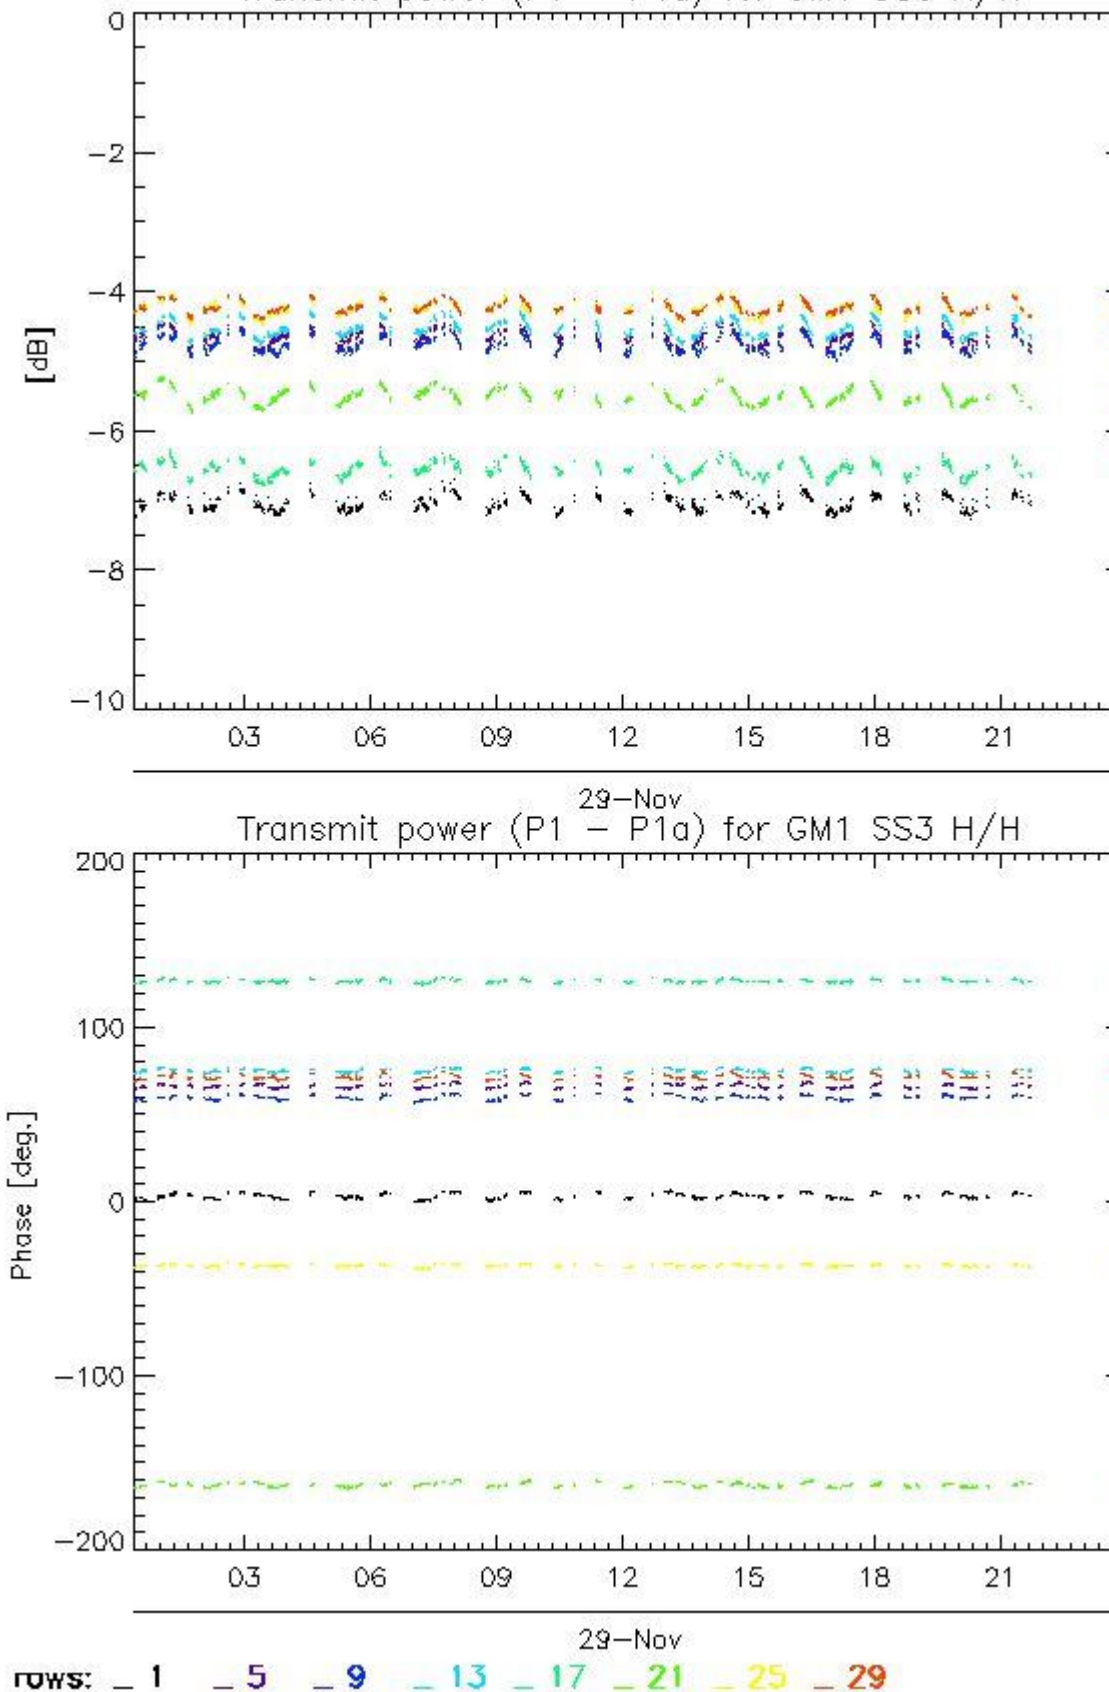 0
-2
-4
[dB]
-6
-8
-10
03 06 09 12 15 18 21
29-Nov
Transmit power (P1 - P1a) for GM1 SS3 H/H
200
100
Phase [deg.]
0
-100
-200
03 06 09 12 15 18 21
29-Nov
rows: _ 1 _ 5 _ 9 _ 13 _ 17 _ 21 _ 25 _ 29